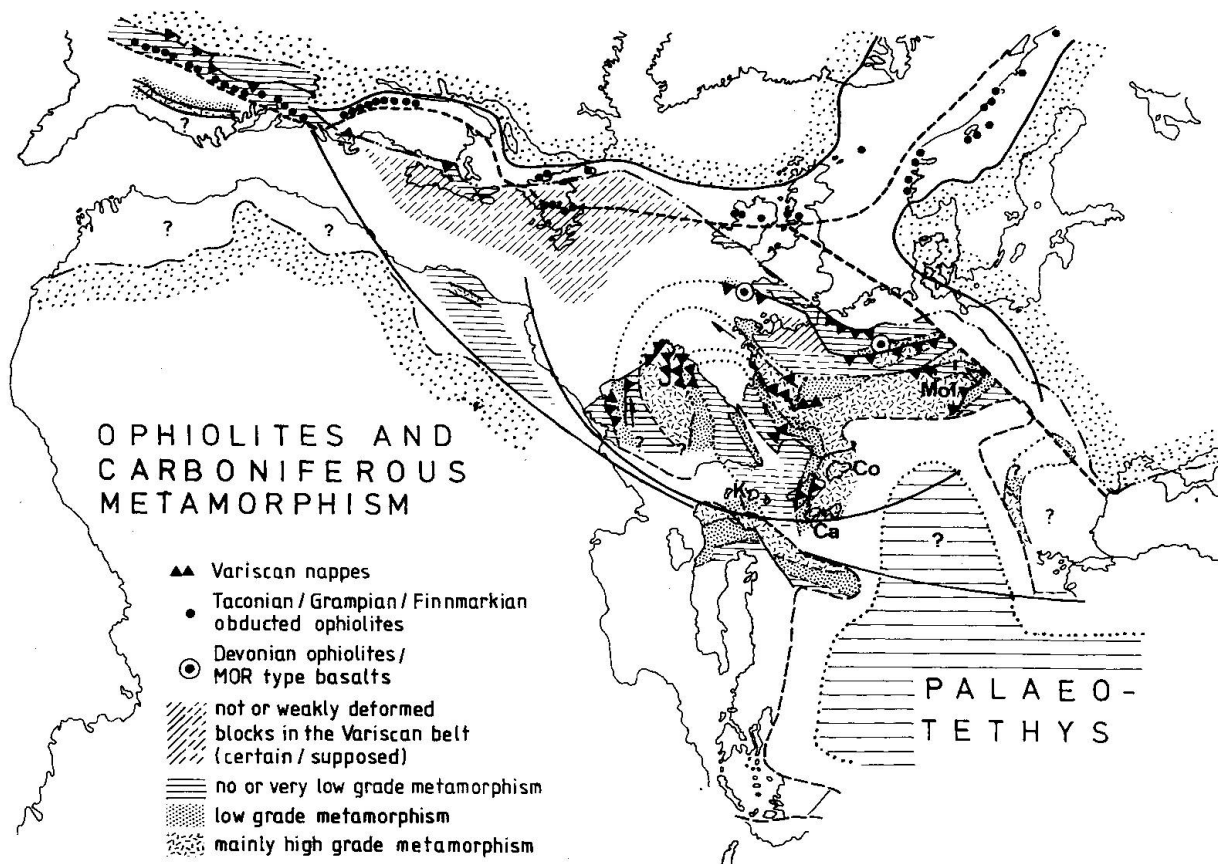 OPHIOLITES AND
CARBONIFEROUS
METAMORPHISM
Variscan nappes
Taconian / Grampian / Finnmarkian
obducted ophiolites
Devonian ophiolites/
MOR type basalts
not or weakly deformed
blocks in the Variscan belt
(certain / supposed)
no or very low grade metamorphism
low grade metamorphism
mainly high grade metamorphism
?
?
?
?
?
Mo
Co
Ca
?
?
PALAEO-
TETHYS